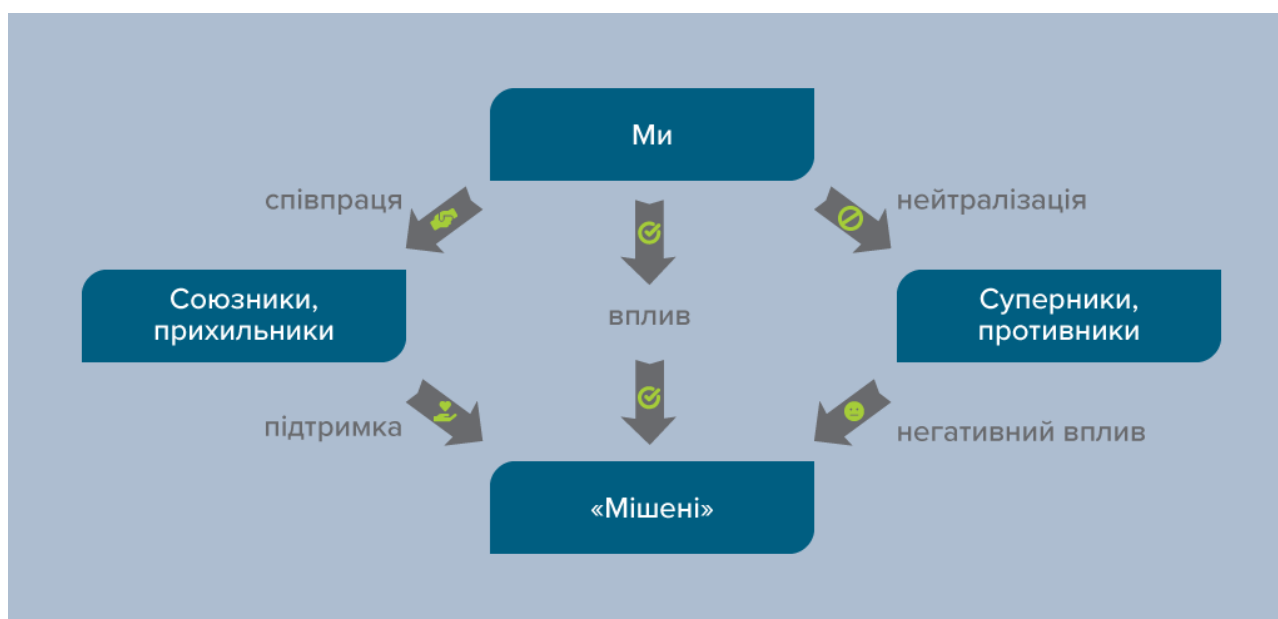 Ми
співпраця
нейтралізація
Союзники,
прихильники
вплив
Суперники,
противники
підтримка
негативний вплив
«Мішені»